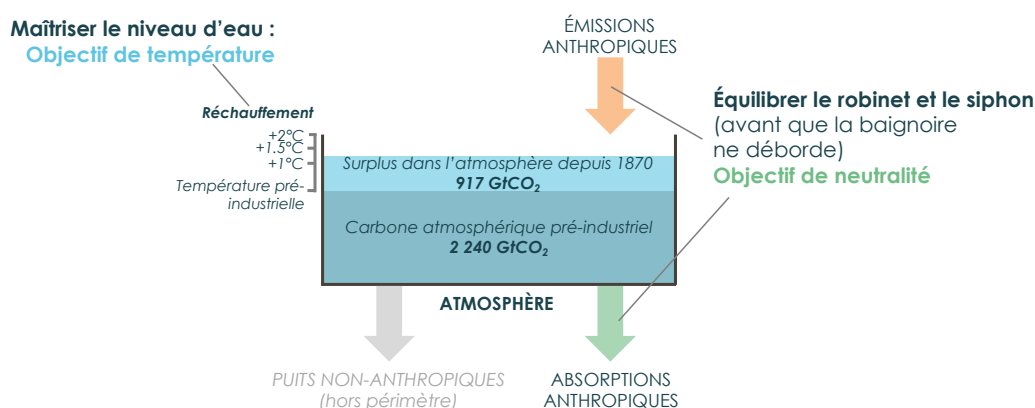 Maîtriser le niveau d'eau :
Objectif de température
ÉMISSIONS
ANTHROPIQUES
Équilibrer le robinet et le siphon
(avant que la baignoire
ne déborde)
Objectif de neutralité
Réchauffement
+2°C
+1.5°C
+1°C
Température pré-
industrielle
Surplus dans l'atmosphère depuis 1870
917 GtCO₂
Carbone atmosphérique pré-industriel
2 240 GtCO₂
ATMOSPHÈRE
PUITS NON-ANTHROPIQUES
(hors périmètre)
ABSORPTIONS
ANTHROPIQUES